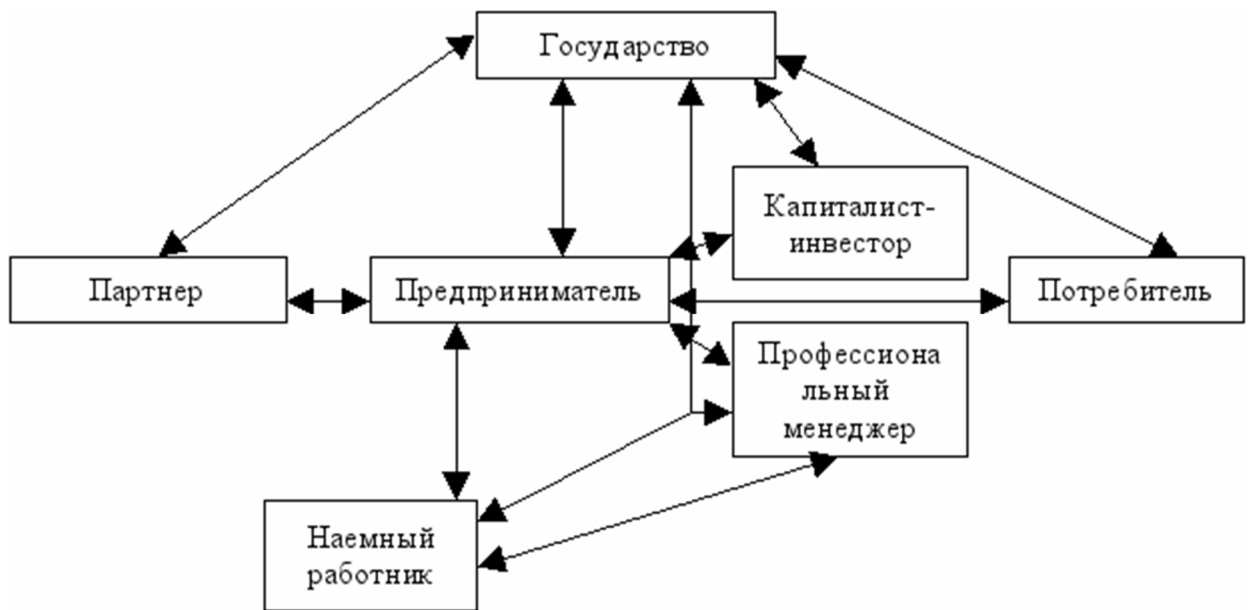 Государство
Капиталист-
инвестор
Партнер
Предприниматель
Потребитель
Профессиона
льный
менеджер
Наемный
работник